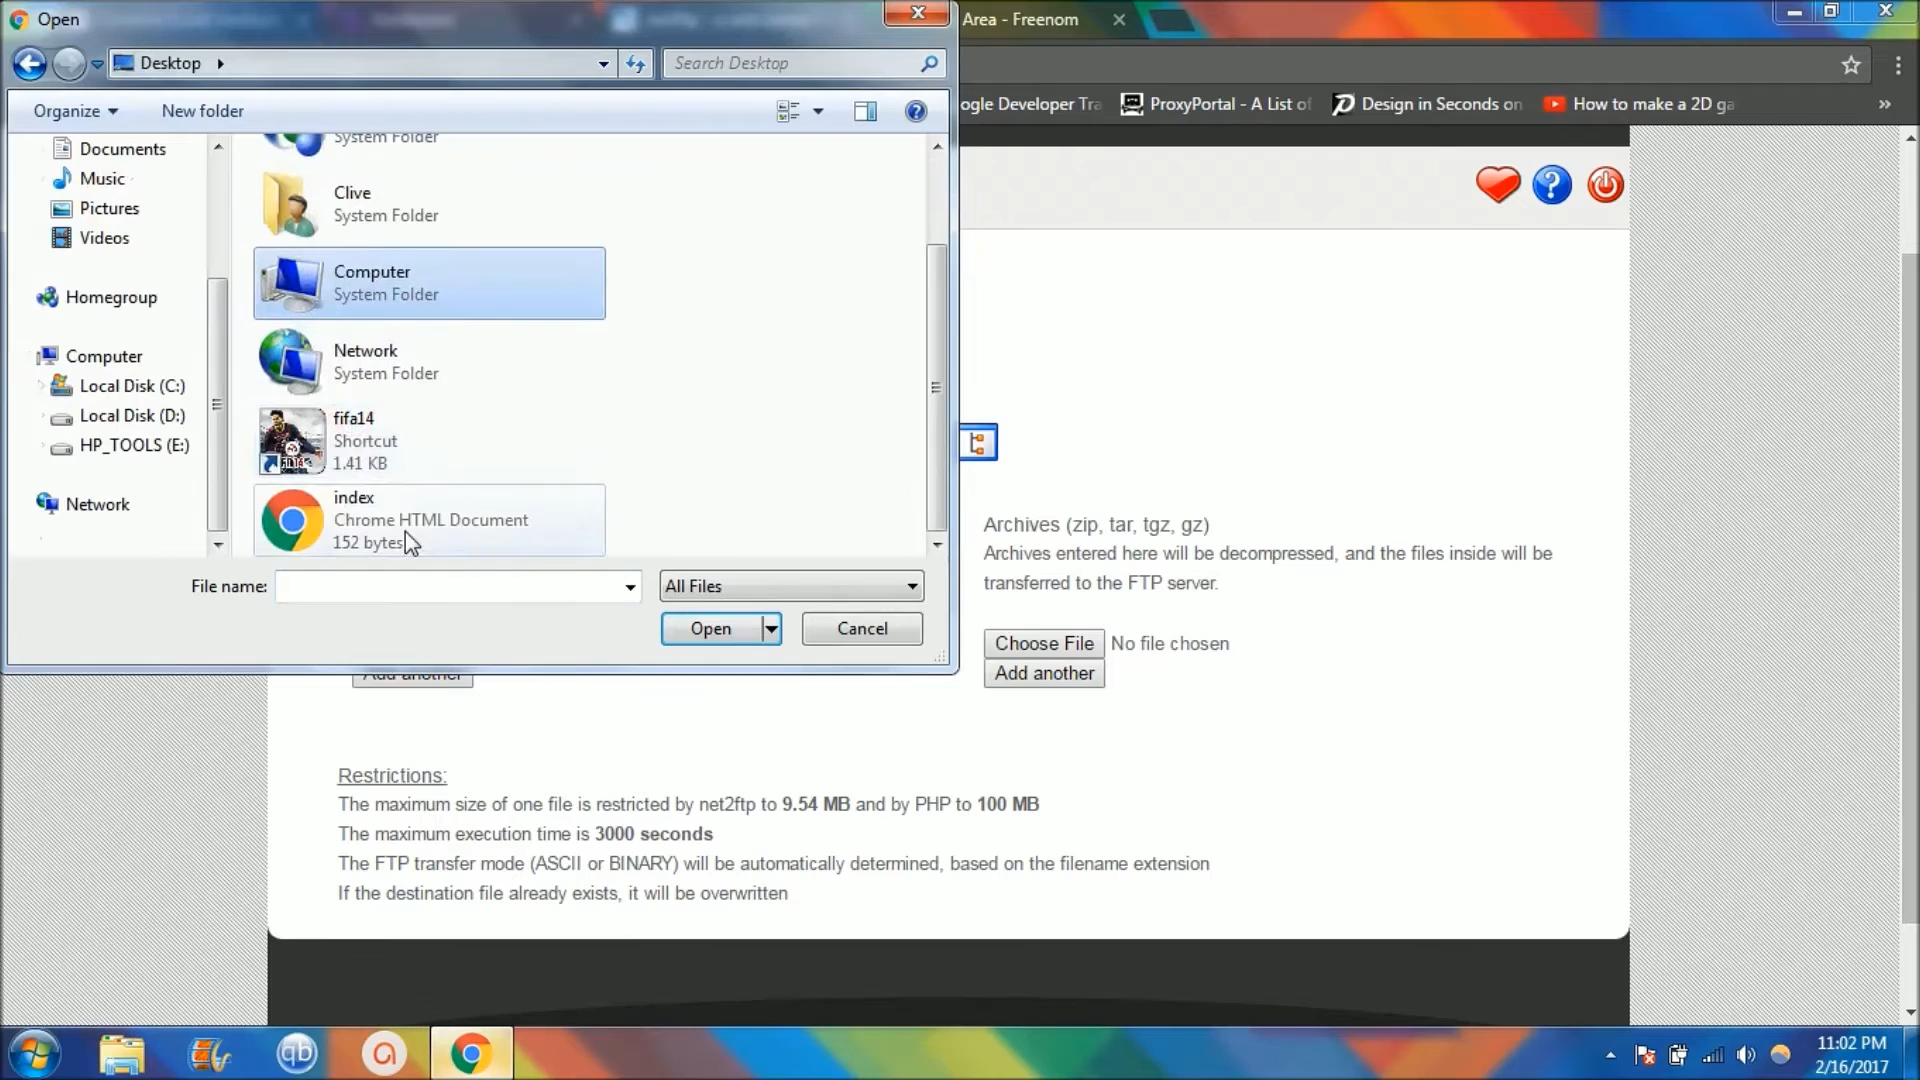 Open
Area - Freenom
Desktop
Search Desktop
Organize
New folder
ogle Developer Tra
ProxyPortal - A List of
Design in Seconds on
How to make a 2D ga
Documents
Music
Pictures
Videos
Homegroup
Computer
Local Disk (C:)
Local Disk (D:)
HP_TOOLS (E:)
Network
System Folder
Clive
System Folder
Computer
System Folder
Network
System Folder
fifa14
Shortcut
1.41 KB
index
Chrome HTML Document
152 bytes
File name:
All Files
Open
Cancel
Archives (zip, tar, tgz, gz)
Archives entered here will be decompressed, and the files inside will be
transferred to the FTP server.
Choose File No file chosen
Add another
Add another
Restrictions:
The maximum size of one file is restricted by net2ftp to 9.54 MB and by PHP to 100 MB
The maximum execution time is 3000 seconds
The FTP transfer mode (ASCII or BINARY) will be automatically determined, based on the filename extension
If the destination file already exists, it will be overwritten
11:02 PM
2/16/2017